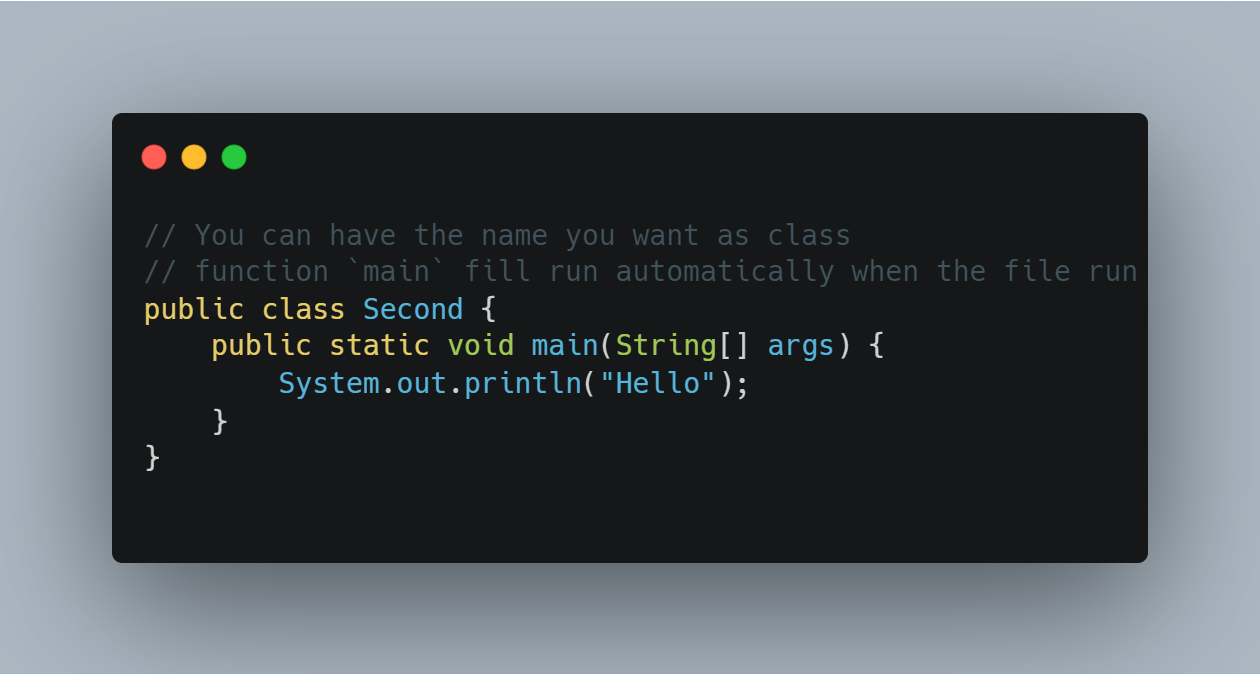 // You can have the name you want as class
// function `main` fill run automatically when the file run
public class Second {
    public static void main(String[] args) {
        System.out.println("Hello");
    }
}